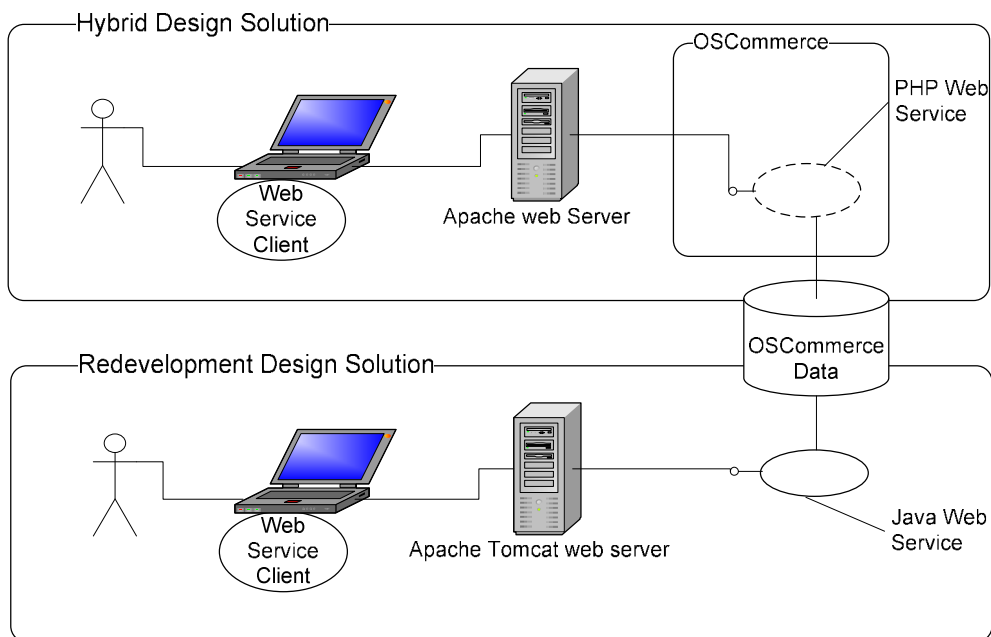 Hybrid Design Solution
OSCommerce
PHP Web
Service
Web
Service
Client
Apache web Server
OSCommerce
Data
Redevelopment Design Solution
Web
Service
Client
Apache Tomcat web server
Java Web
Service